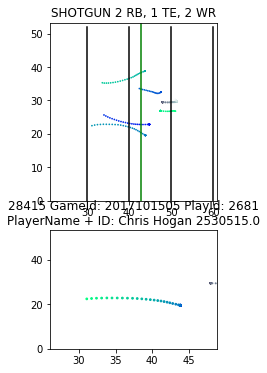 SHOTGUN 2 RB, 1 TE, 2 WR
50
40
30
20
10
0
30 40 50 60
28415 GameId: 2017101505 PlayId: 2681
PlayerName + ID: Chris Hogan 2530515.0
40
20
0
30 35 40 45